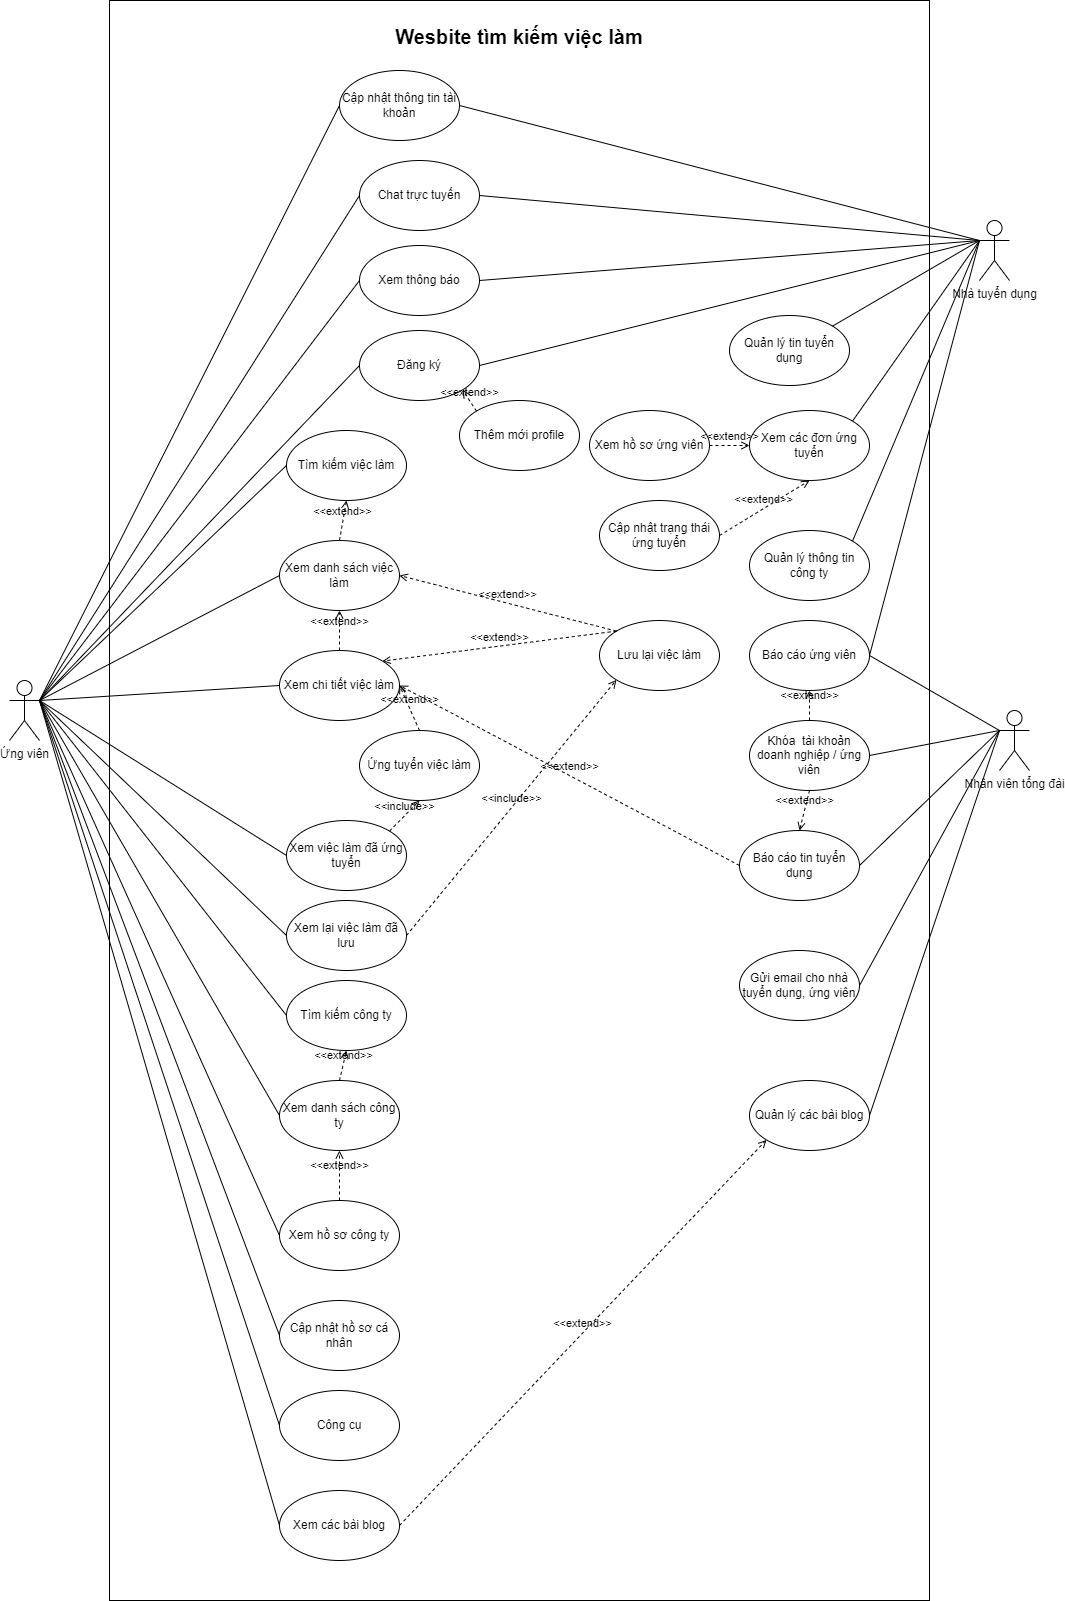 Wesbite tìm kiếm việc làm
Cập nhật thông tin tài
khoản
Chat trực tuyến
Xem thông báo
Nhà tuyển dụng
Quản lý tin tuyển
dụng
Đăng ký
<<extend>>
Thêm mới profile
Xem hồ sơ ứng viên
<<extend>>
Xem các đơn ứng
tuyển
Tìm kiếm việc làm
<<extend>>
<<extend>>
Cập nhật trạng thái
ứng tuyển
Quản lý thông tin
công ty
Xem danh sách việc
làm
<<extend>>
<<extend>>
<<extend>>
Lưu lại việc làm
Báo cáo ứng viên
Xem chi tiết việc làm
<<extend>>
<<extend>>
Ứng viên
Khóa  tài khoản
doanh nghiệp / ứng
viên
Nhân viên tổng đài
Ứng tuyển việc làm
<<extend>>
<<include>>
<<include>>
<<extend>>
Xem việc làm đã ứng
tuyển
Báo cáo tin tuyển
dụng
Xem lại việc làm đã
lưu
Gửi email cho nhà
tuyển dụng, ứng viên
Tìm kiếm công ty
<<extend>>
Xem danh sách công
ty
Quản lý các bài blog
<<extend>>
Xem hồ sơ công ty
<<extend>>
Cập nhật hồ sơ cá
nhân
Công cụ
Xem các bài blog